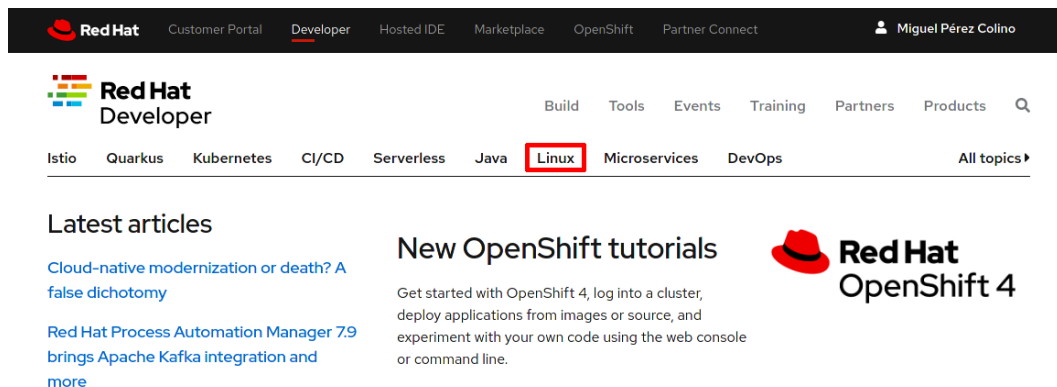 Red Hat Customer Portal Developer Hosted IDE Marketplace OpenShift Partner Connect Miguel Pérez Colino
Red Hat
Developer
Build Tools Events Training Partners Products
Istio Quarkus Kubernetes CI/CD Serverless Java Linux Microservices DevOps All topics
Latest articles
Cloud-native modernization or death? A
false dichotomy
Red Hat Process Automation Manager 7.9
brings Apache Kafka integration and
more
New OpenShift tutorials
Get started with OpenShift 4, log into a cluster,
deploy applications from images or source, and
experiment with your own code using the web console
or command line.
Red Hat
OpenShift 4